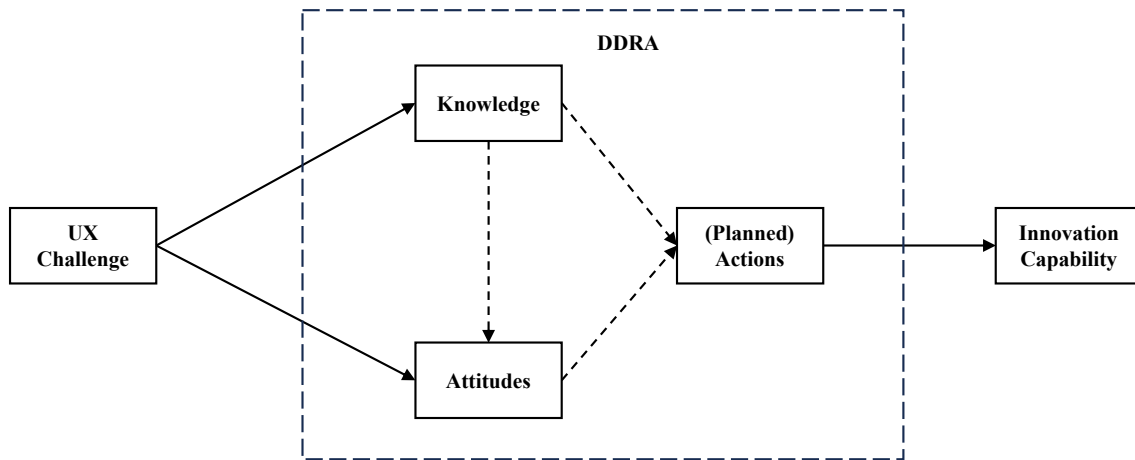 DDRA
Knowledge
UX
Challenge
(Planned)
Actions
Innovation
Capability
Attitudes